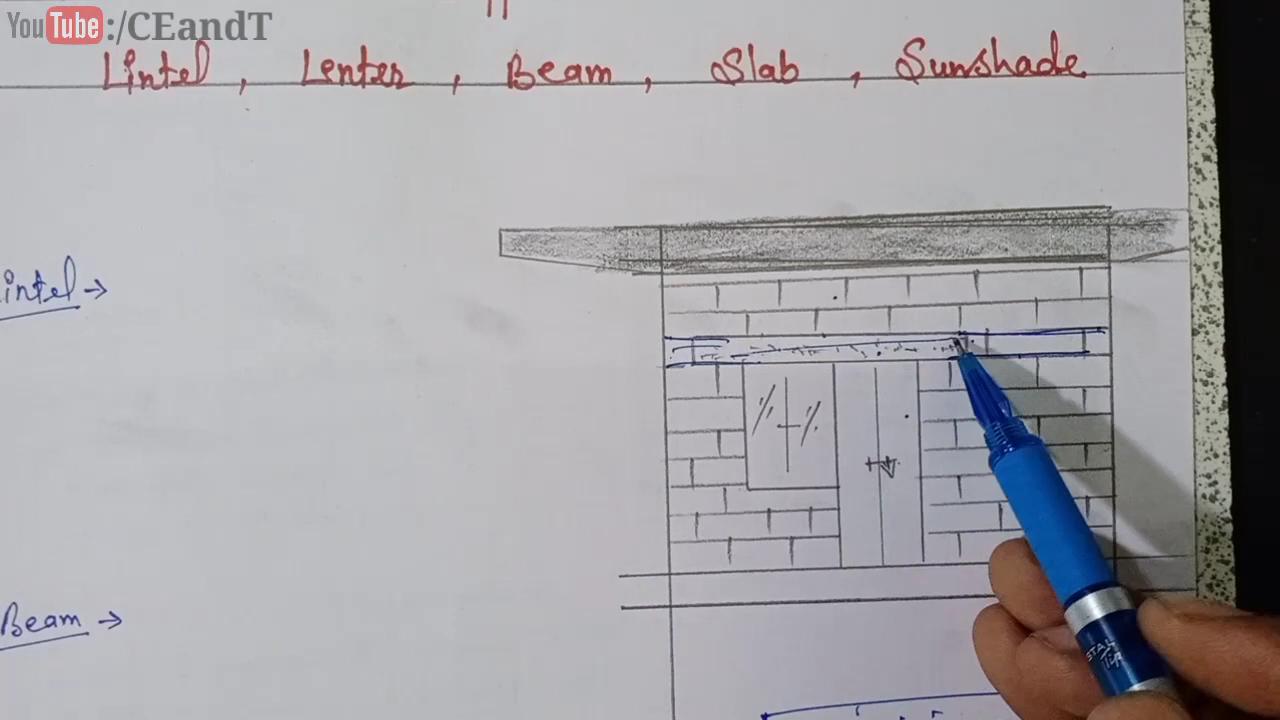 YouTube:/CEandT
Lintel, Lenter, Beam, Slab, Sunshade
intel →
Beam →